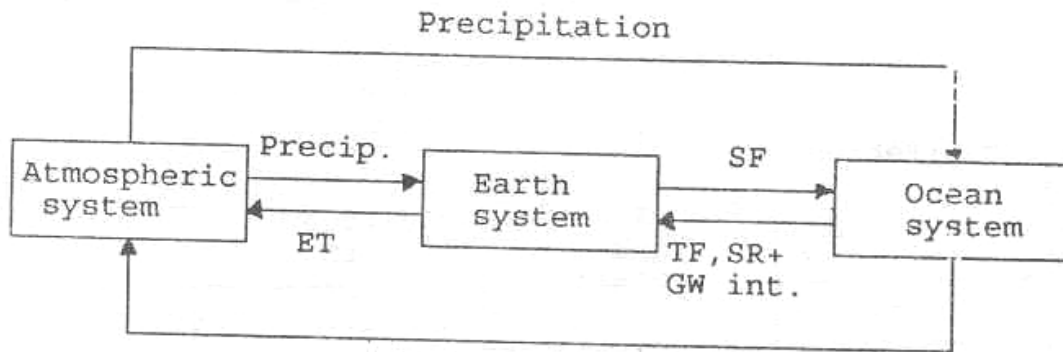 Precipitation
Precip.
SF
Atmospheric
system
Earth
system
Ocean
system
ET
TF,SR+
GW int.